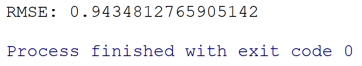 RMSE: 0.9434812765905142
Process finished with exit code 0